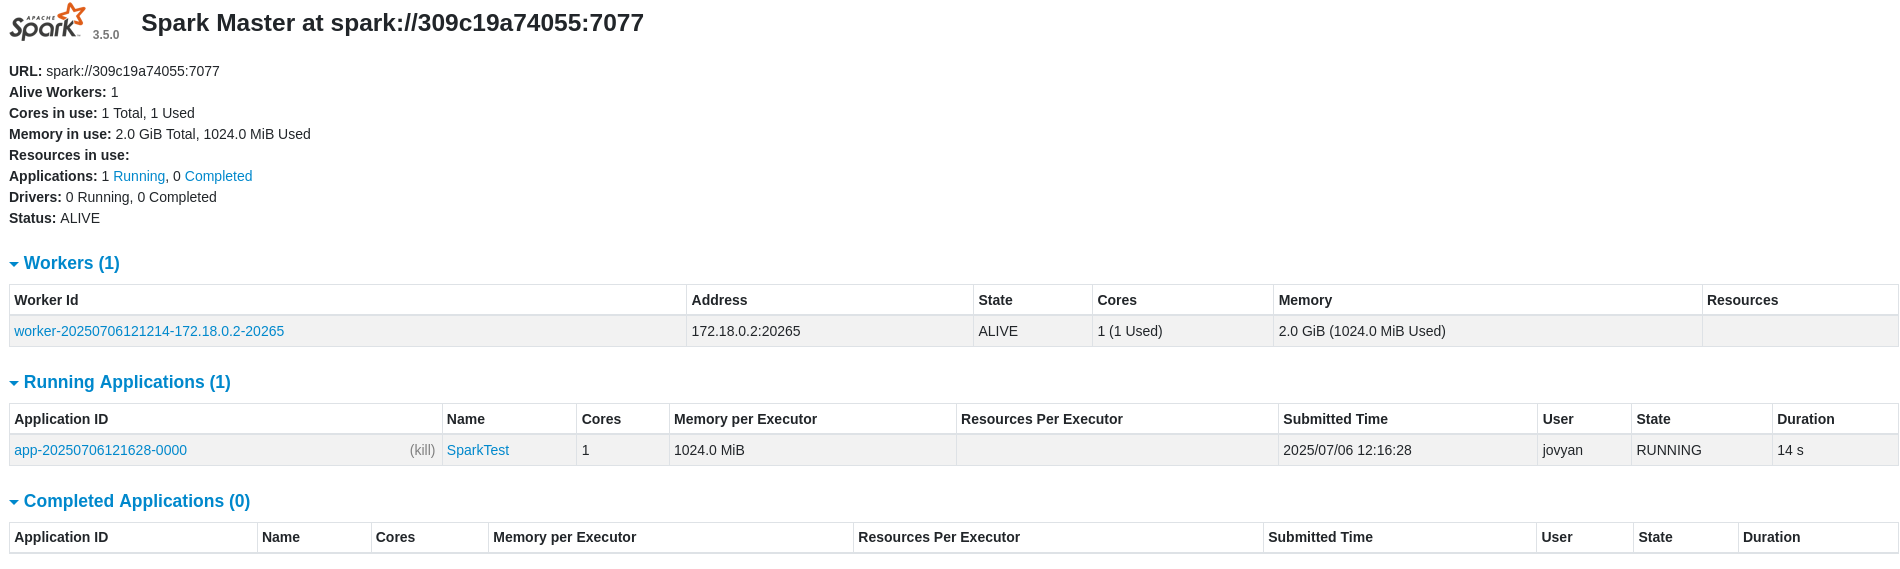 APACHE Spark 3.5.0 Spark Master at spark://309c19a74055:7077
URL: spark://309c19a74055:7077
Alive Workers: 1
Cores in use: 1 Total, 1 Used
Memory in use: 2.0 GiB Total, 1024.0 MiB Used
Resources in use:
Applications: 1 Running, 0 Completed
Drivers: 0 Running, 0 Completed
Status: ALIVE
Workers (1)
Worker Id Address State Cores Memory Resources
worker-20250706121214-172.18.0.2-20265 172.18.0.2:20265 ALIVE 1 (1 Used) 2.0 GiB (1024.0 MiB Used)
Running Applications (1)
Application ID Name Cores Memory per Executor Resources Per Executor Submitted Time User State Duration
app-20250706121628-0000 (kill) SparkTest 1 1024.0 MiB 2025/07/06 12:16:28 jovyan RUNNING 14 s
Completed Applications (0)
Application ID Name Cores Memory per Executor Resources Per Executor Submitted Time User State Duration